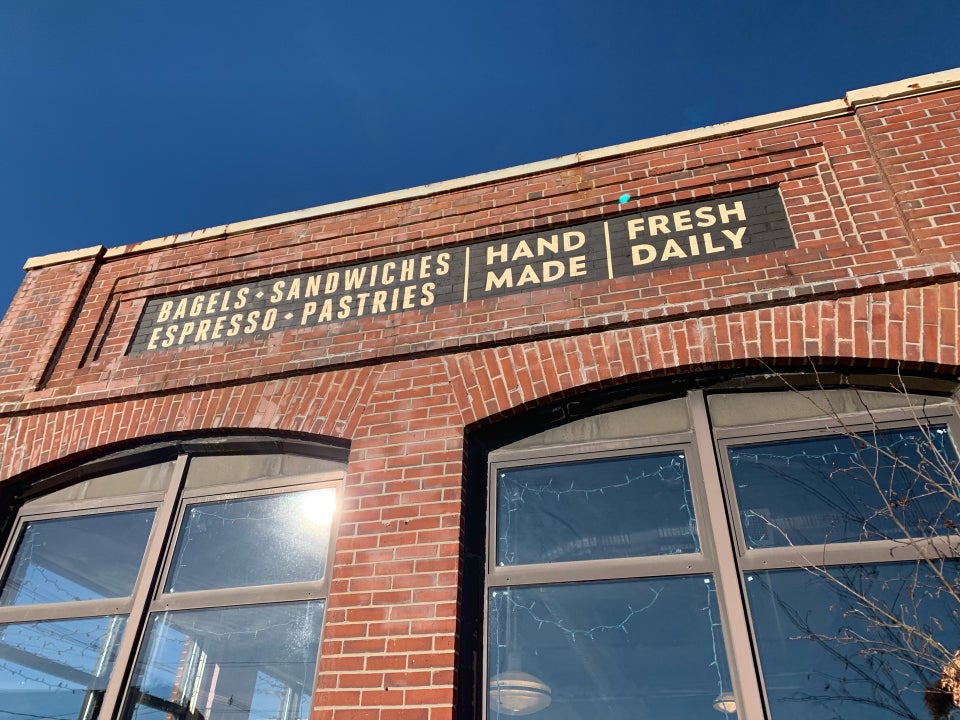 BAGELS • SANDWICHES
ESPRESSO • PASTRIES
HAND
MADE
FRESH
DAILY